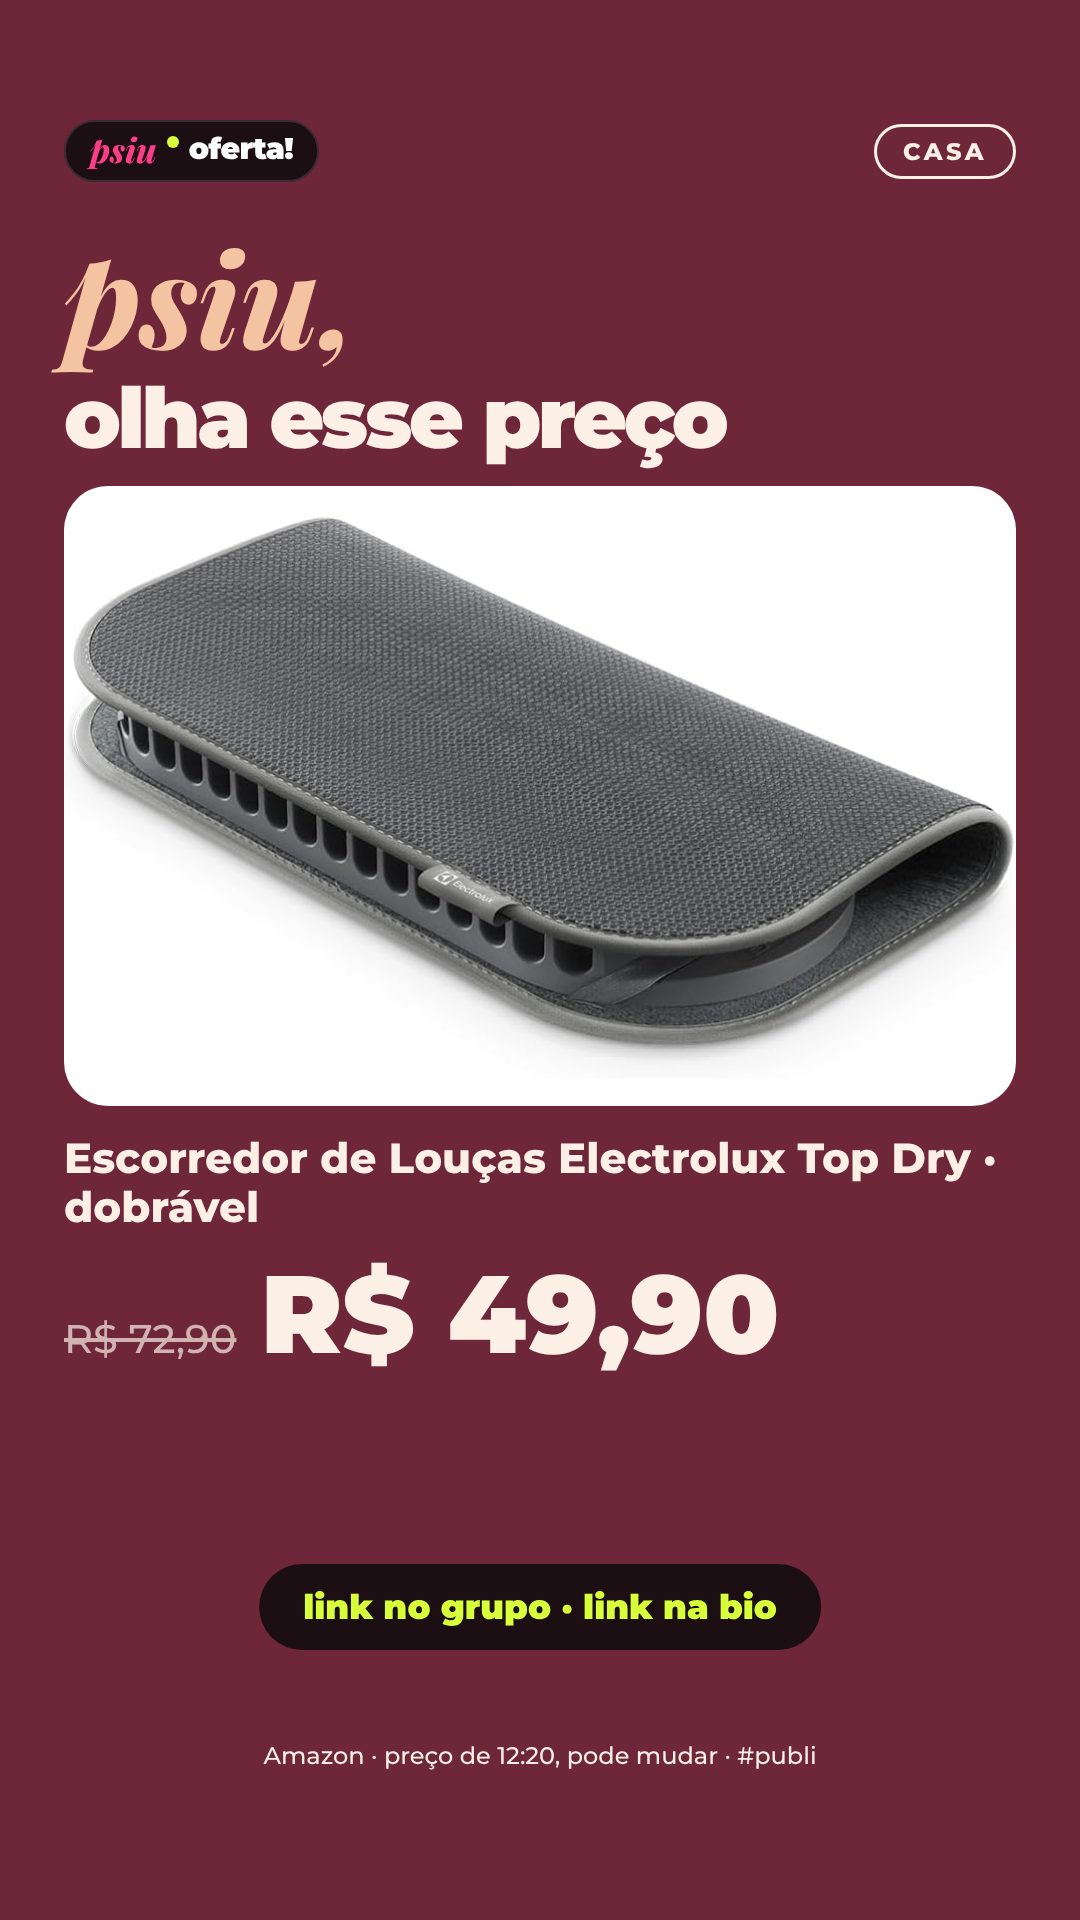 psiu • oferta!
CASA
psiu,
olha esse preço
Electrolux
Escorredor de Louças Electrolux Top Dry •
dobrável
R$ 72,90 R$ 49,90
link no grupo • link na bio
Amazon · preço de 12:20, pode mudar · #publi